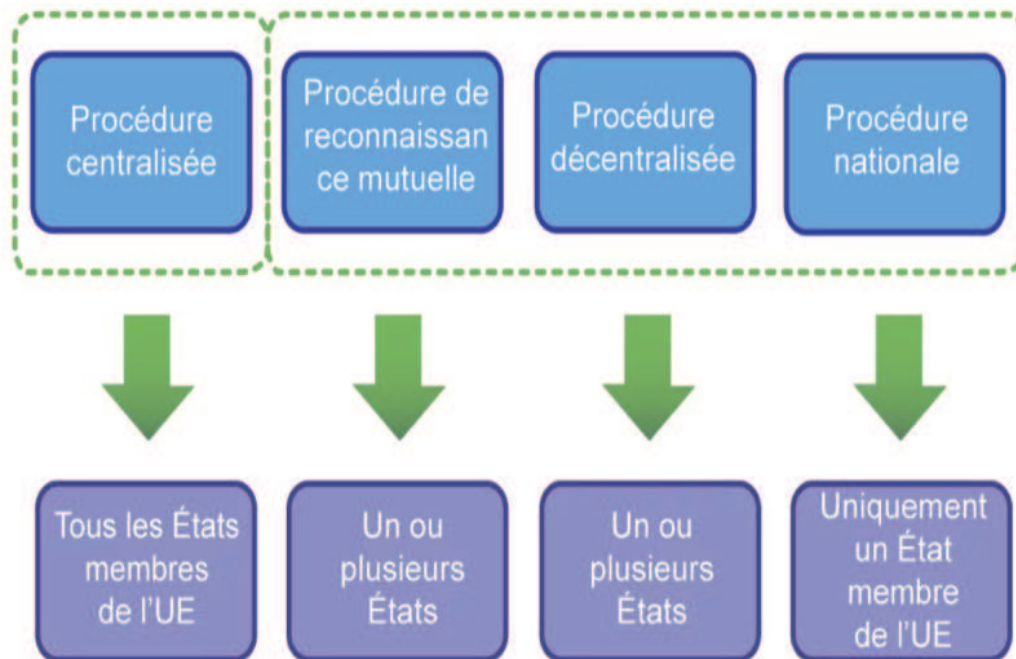 Procédure
centralisée
Procédure de
reconnaissan
ce mutuelle
Procédure
décentralisée
Procédure
nationale
Tous les États
membres
de l'UE
Un ou
plusieurs
États
Un ou
plusieurs
États
Uniquement
un État
membre
de l'UE